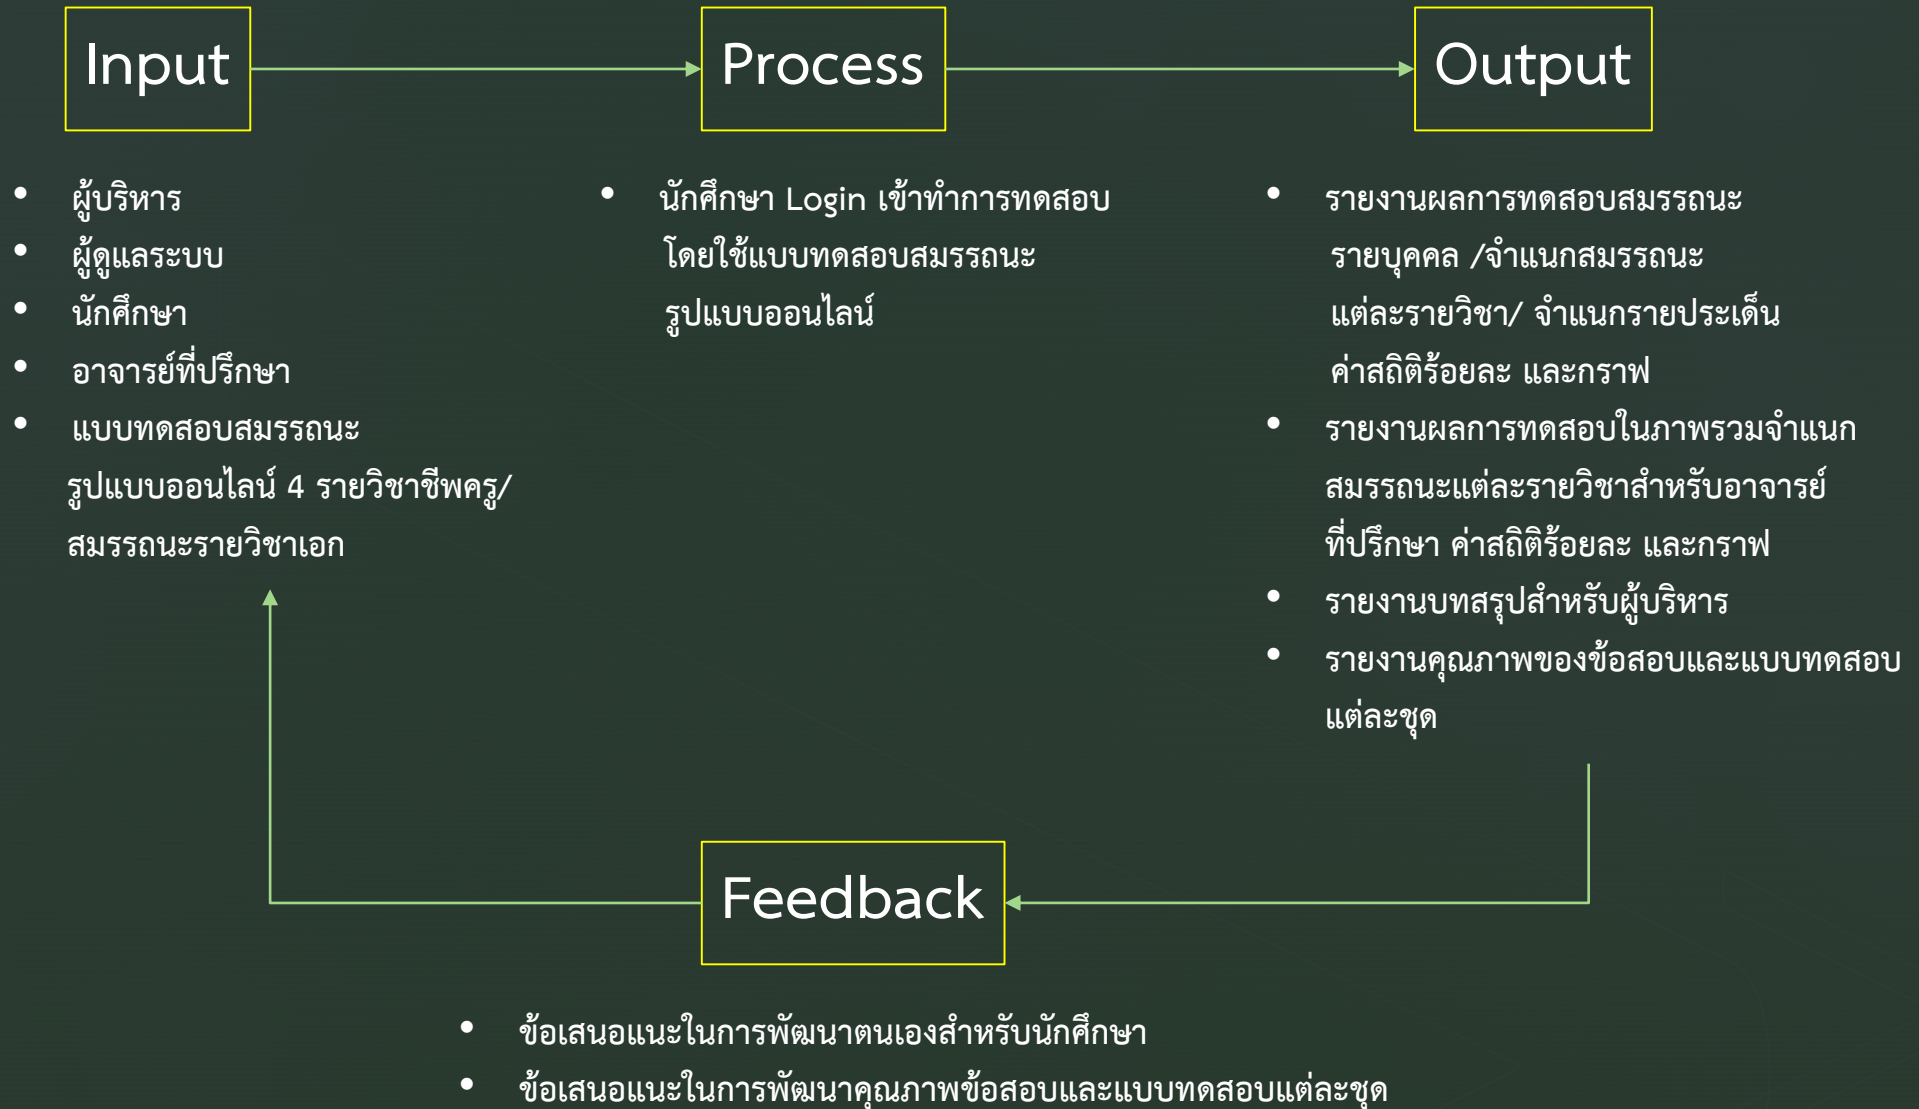 Input
Process
Output
• ผู้บริหาร
• ผู้ดูแลระบบ
• นักศึกษา
• อาจารย์ที่ปรึกษา
• แบบทดสอบสมรรถนะ
รูปแบบออนไลน์ 4 รายวิชาชีพครู/
สมรรถนะรายวิชาเอก
• นักศึกษา Login เข้าทำการทดสอบ
โดยใช้แบบทดสอบสมรรถนะ
รูปแบบออนไลน์
• รายงานผลการทดสอบสมรรถนะ
รายบุคคล /จำแนกสมรรถนะ
แต่ละรายวิชา/ จำแนกรายประเด็น
ค่าสถิติร้อยละ และกราฟ
• รายงานผลการทดสอบในภาพรวมจำแนก
สมรรถนะแต่ละรายวิชาสำหรับอาจารย์
ที่ปรึกษา ค่าสถิติร้อยละ และกราฟ
• รายงานบทสรุปสำหรับผู้บริหาร
• รายงานคุณภาพของข้อสอบและแบบทดสอบ
แต่ละชุด
Feedback
• ข้อเสนอแนะในการพัฒนาตนเองสำหรับนักศึกษา
• ข้อเสนอแนะในการพัฒนาคุณภาพข้อสอบและแบบทดสอบแต่ละชุด